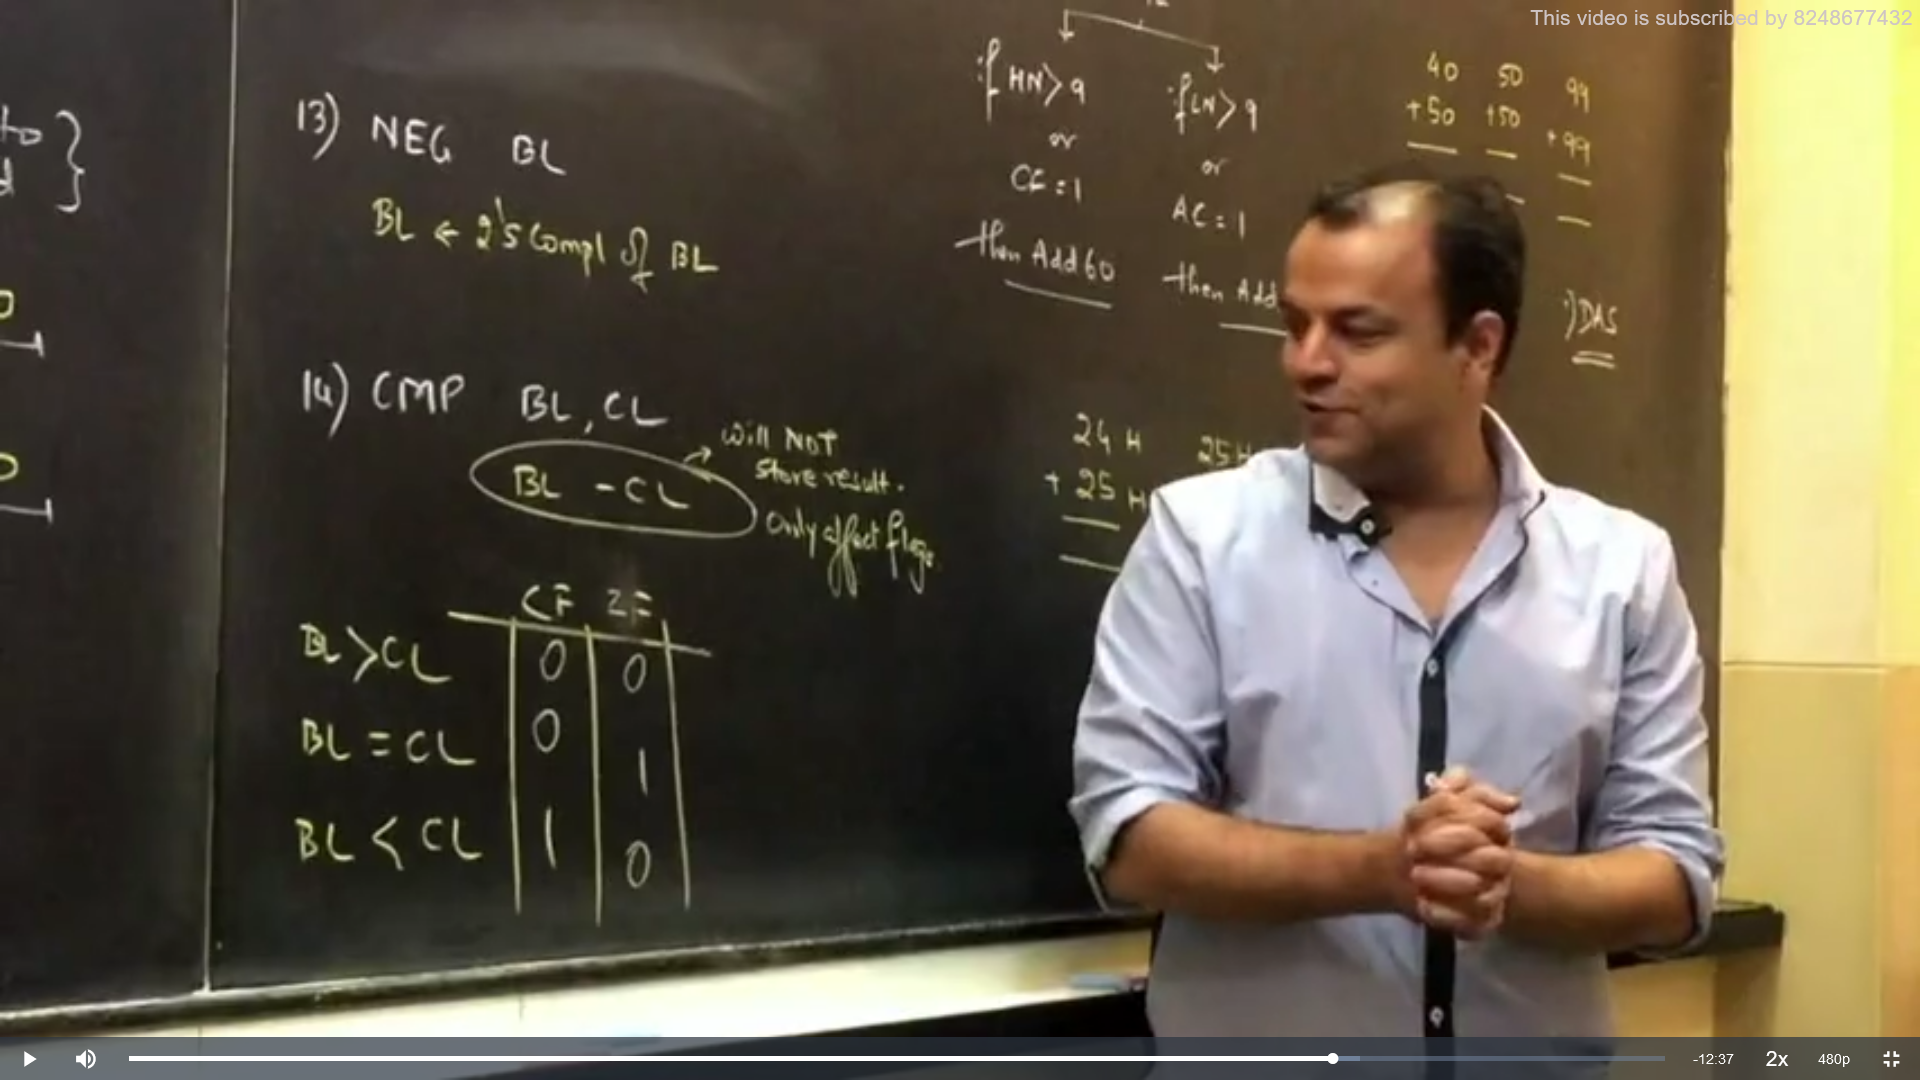 This video is subscribed by 8248677432
13) NEG BL
BL ← 2's Compl of BL
14) CMP BL, CL
BL - CL
will NOT
store result.
Only affect flags.
CF ZF
BL > CL 0 0
BL = CL 0 1
BL < CL 1 0
if HN > 9
or
CF = 1
then Add 60
if LN > 9
or
AC = 1
then Add
40
+ 50
50
+ 50
99
+ 99
DAS
24 H
+ 25 H
25 H
-12:37
2x
480p